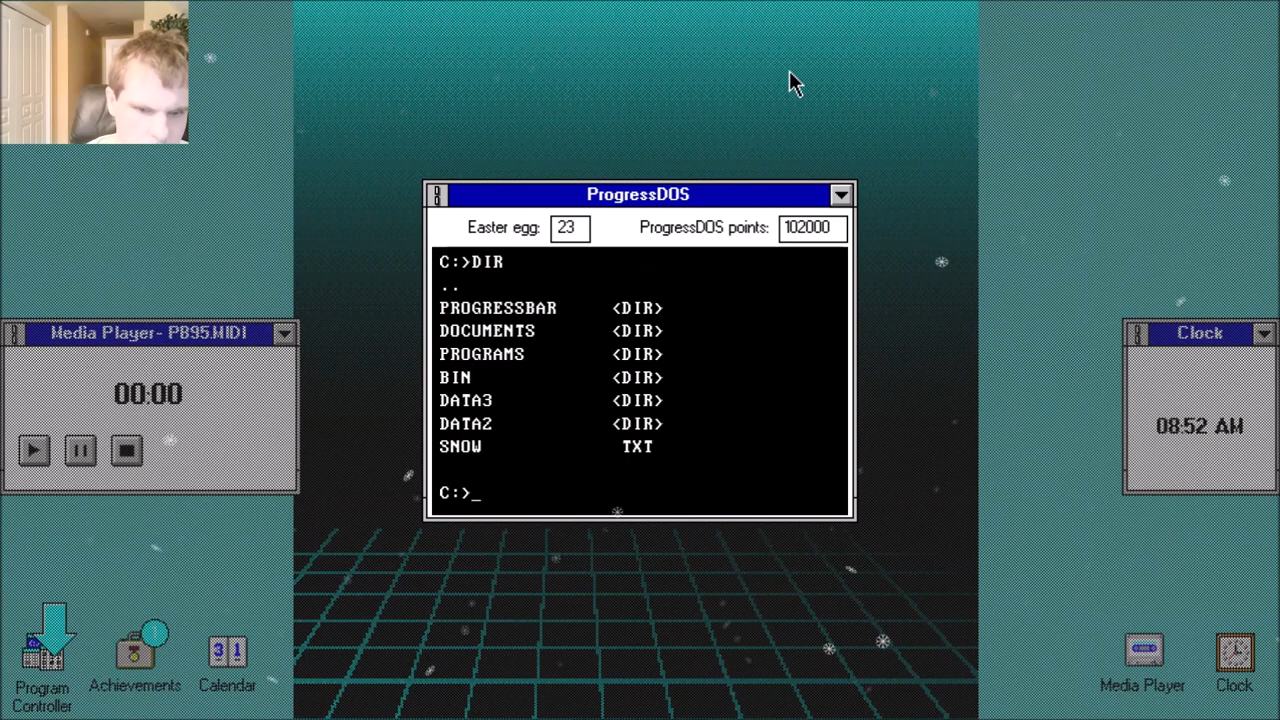 ProgressDOS
Easter egg: 23 ProgressDOS points: 102000
C:>DIR
..
PROGRESSBAR <DIR>
DOCUMENTS <DIR>
PROGRAMS <DIR>
BIN <DIR>
DATA3 <DIR>
DATA2 <DIR>
SNOW TXT
C:>_
Media Player- PB95.MIDI
00:00
Clock
08:52 AM
Program
Controller
Achievements
31
Calendar
Media Player
Clock